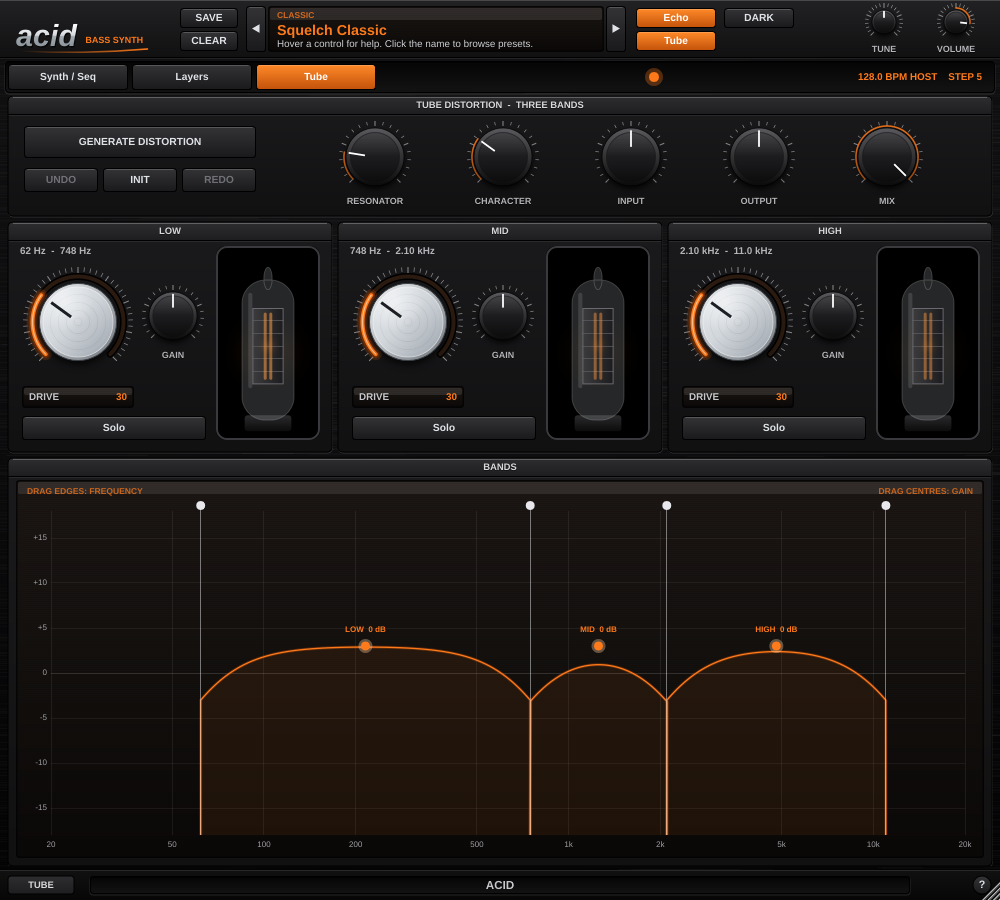 acid BASS SYNTH
SAVE
CLEAR
CLASSIC
Squelch Classic
Hover a control for help. Click the name to browse presets.
Echo
DARK
Tube
TUNE
VOLUME
Synth / Seq
Layers
Tube
128.0 BPM HOST STEP 5
TUBE DISTORTION - THREE BANDS
GENERATE DISTORTION
UNDO
INIT
REDO
RESONATOR
CHARACTER
INPUT
OUTPUT
MIX
LOW
62 Hz - 748 Hz
GAIN
DRIVE 30
Solo
MID
748 Hz - 2.10 kHz
GAIN
DRIVE 30
Solo
HIGH
2.10 kHz - 11.0 kHz
GAIN
DRIVE 30
Solo
BANDS
DRAG EDGES: FREQUENCY
DRAG CENTRES: GAIN
+15
+10
+5
0
-5
-10
-15
LOW 0 dB
MID 0 dB
HIGH 0 dB
20 50 100 200 500 1k 2k 5k 10k 20k
TUBE
ACID
?